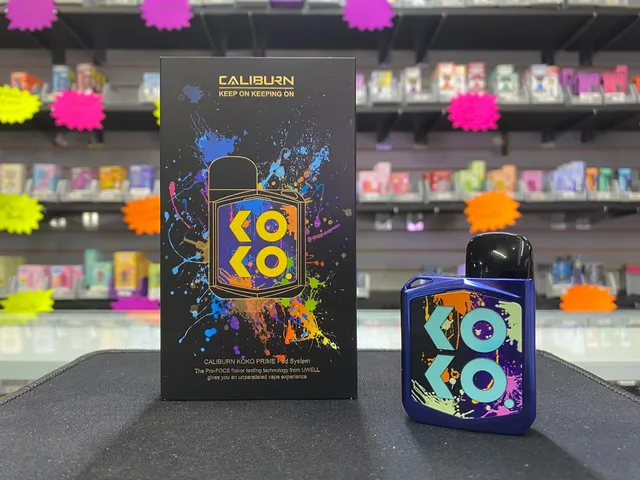 CALIBURN
KEEP ON KEEPING ON
KO
KO
CALIBURN KOKO PRIME Pod System
The Pro-FOCS flavor testing technology from UWELL
gives you an unparalleled vape experience
KO
KO